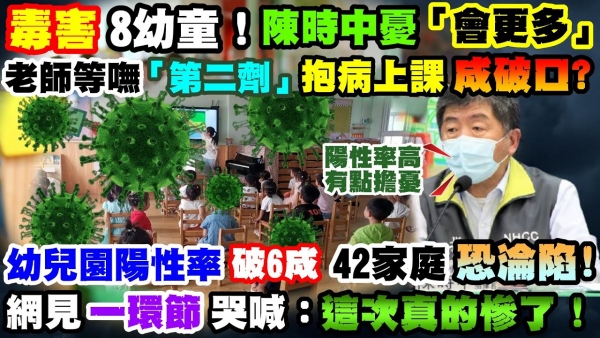 毒害8幼童！陳時中憂「會更多」
老師等嘸「第二劑」抱病上課 成破口?
陽性率高
有點擔憂
NHCC
幼兒園陽性率 破6成 42家庭 恐淪陷!
網見一環節哭喊：這次真的慘了！